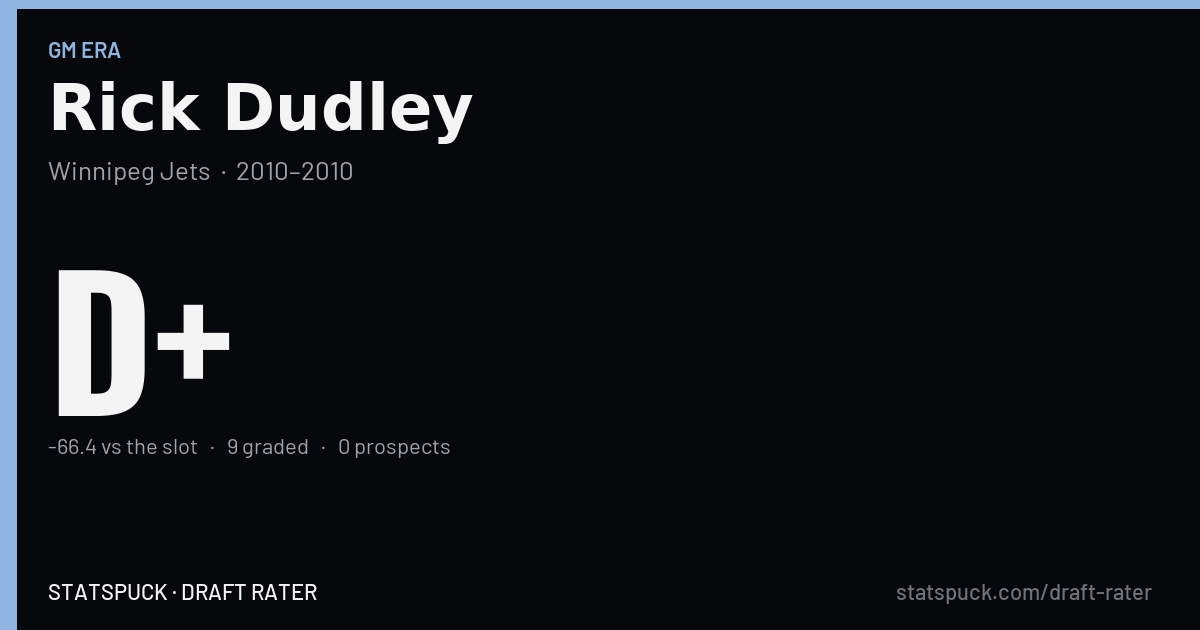 GM ERA
Rick Dudley
Winnipeg Jets · 2010–2010
D+
-66.4 vs the slot · 9 graded · 0 prospects
STATSPUCK · DRAFT RATER
statspuck.com/draft-rater